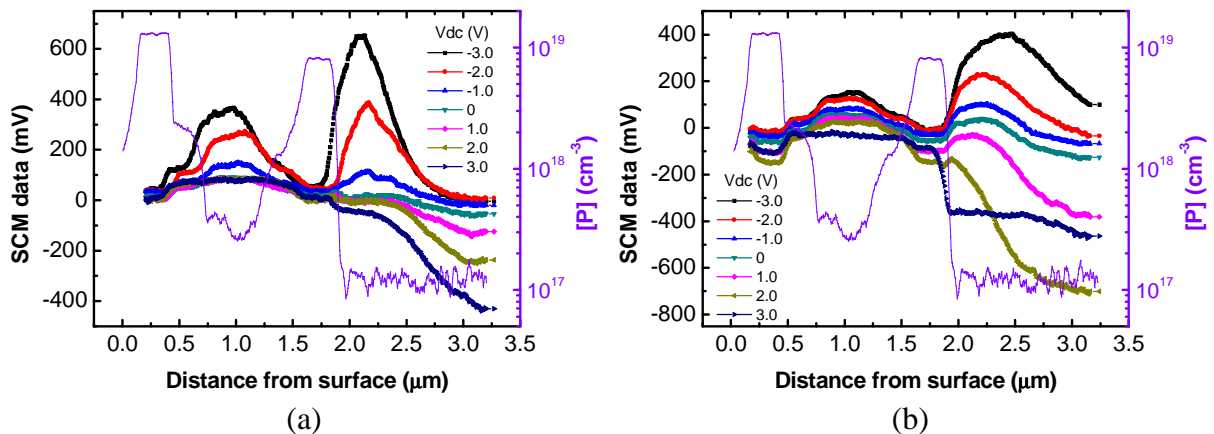 600
400
200
0
-200
-400
SCM data (mV)
Vdc (V)
-3.0
-2.0
-1.0
0
1.0
2.0
3.0
10^19
10^18
10^17
[P] (cm^-3)
0.0 0.5 1.0 1.5 2.0 2.5 3.0 3.5
Distance from surface (μm)
(a)
400
200
0
-200
-400
-600
-800
SCM data (mV)
Vdc (V)
-3.0
-2.0
-1.0
0
1.0
2.0
3.0
10^19
10^18
10^17
[P] (cm^-3)
0.0 0.5 1.0 1.5 2.0 2.5 3.0 3.5
Distance from surface (μm)
(b)